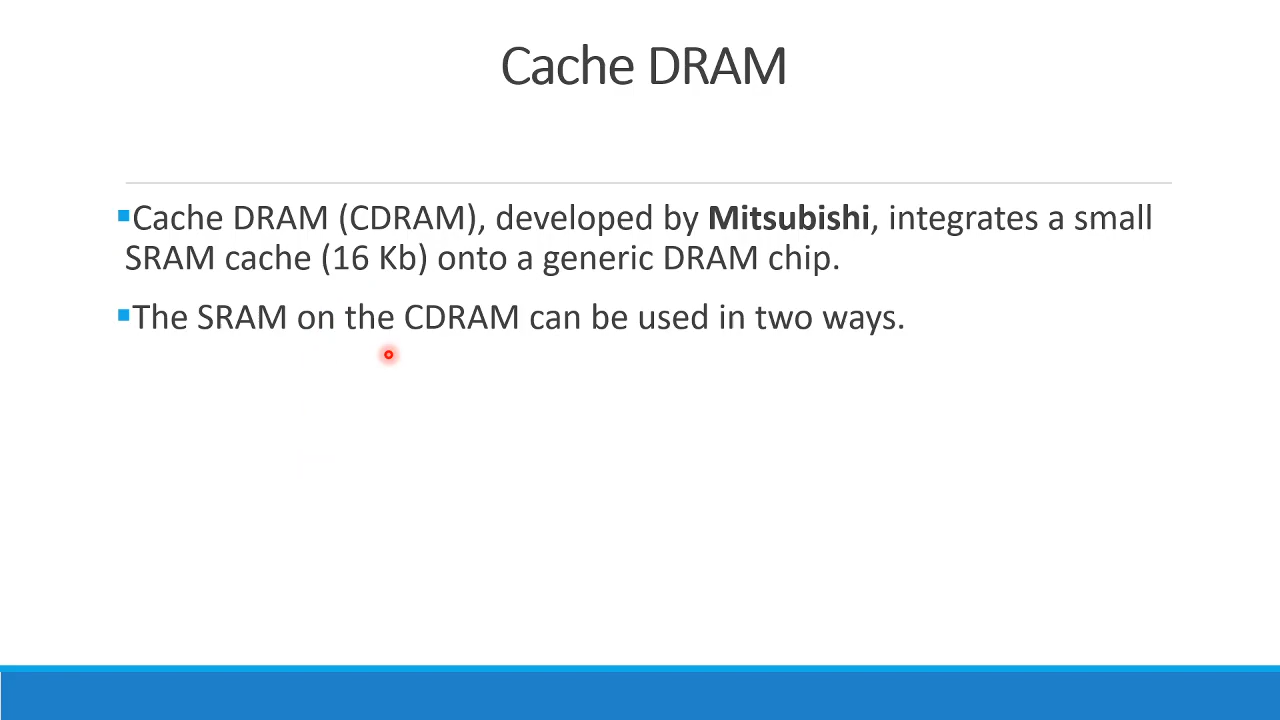 Cache DRAM
▪Cache DRAM (CDRAM), developed by Mitsubishi, integrates a small
SRAM cache (16 Kb) onto a generic DRAM chip.
▪The SRAM on the CDRAM can be used in two ways.